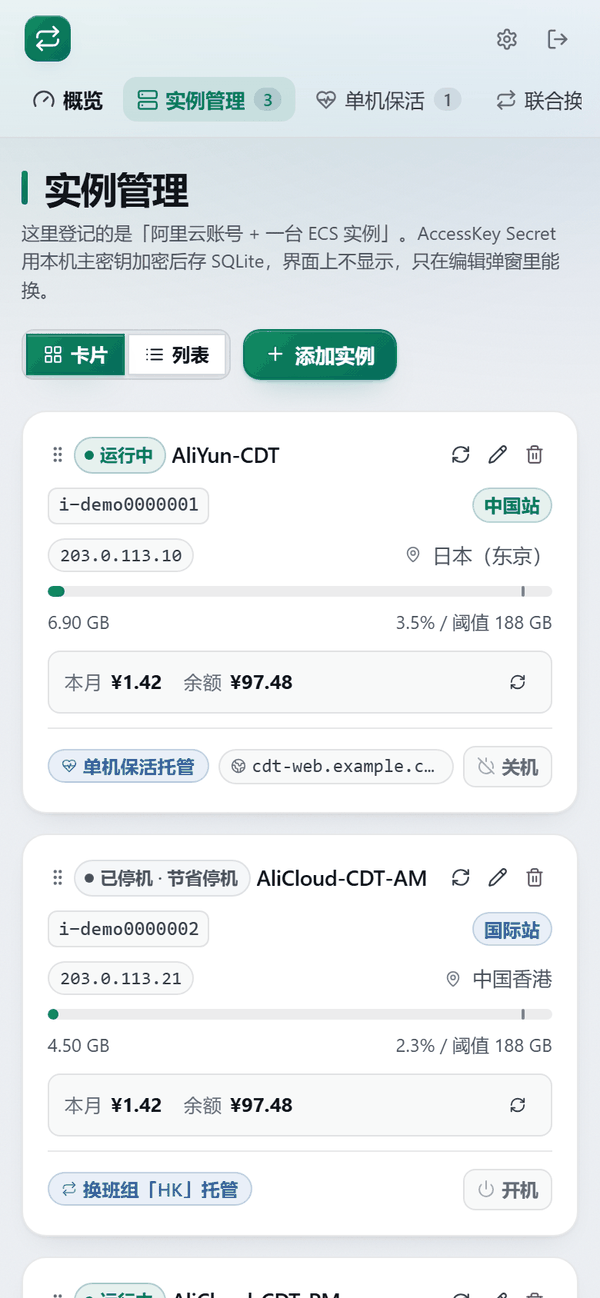 概览
实例管理 3
单机保活 1
联合换
实例管理
这里登记的是「阿里云账号 + 一台 ECS 实例」。AccessKey Secret
用本机主密钥加密后存 SQLite，界面上不显示，只在编辑弹窗里能
换。
卡片
列表
+ 添加实例
运行中 AliYun-CDT
i-demo0000001 中国站
203.0.113.10 日本（东京）
6.90 GB 3.5% / 阈值 188 GB
本月 ¥1.42 余额 ¥97.48
单机保活托管 cdt-web.example.c… 关机
已停机 · 节省停机 AliCloud-CDT-AM
i-demo0000002 国际站
203.0.113.21 中国香港
4.50 GB 2.3% / 阈值 188 GB
本月 ¥1.42 余额 ¥97.48
换班组「HK」托管 开机
运行中 AliCloud-CDT-PM